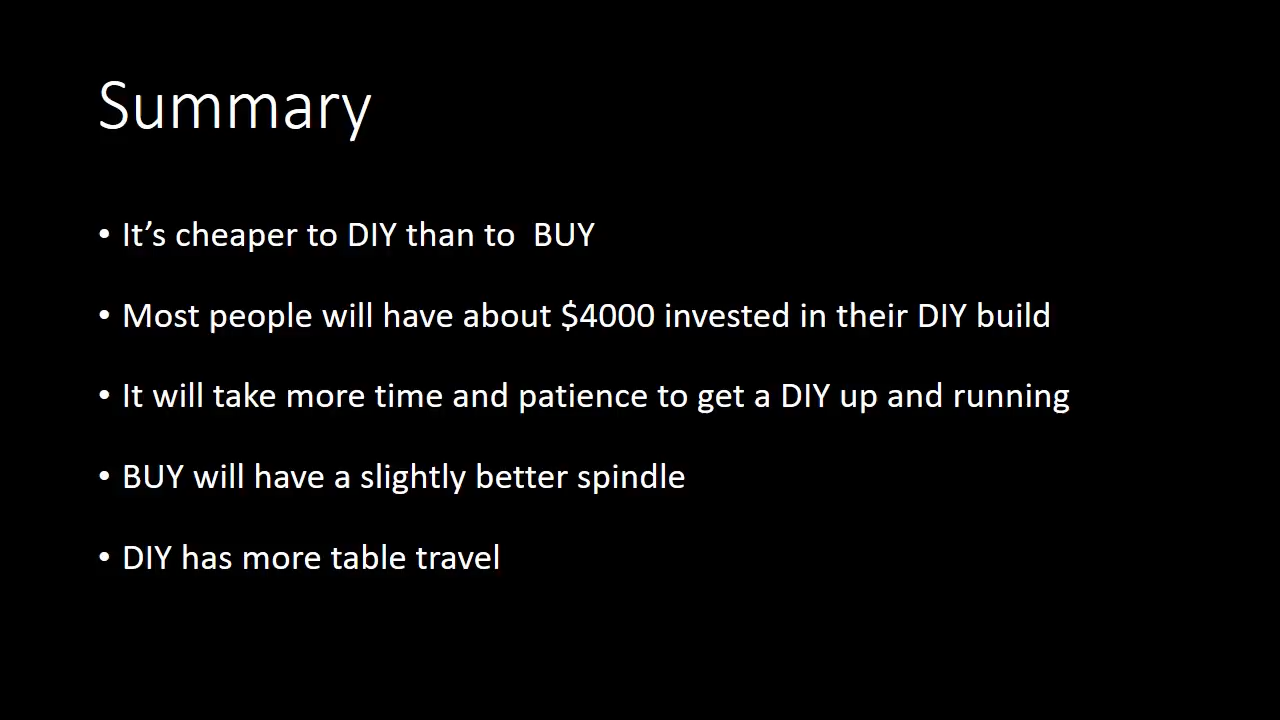 Summary
• It’s cheaper to DIY than to  BUY
• Most people will have about $4000 invested in their DIY build
• It will take more time and patience to get a DIY up and running
• BUY will have a slightly better spindle
• DIY has more table travel